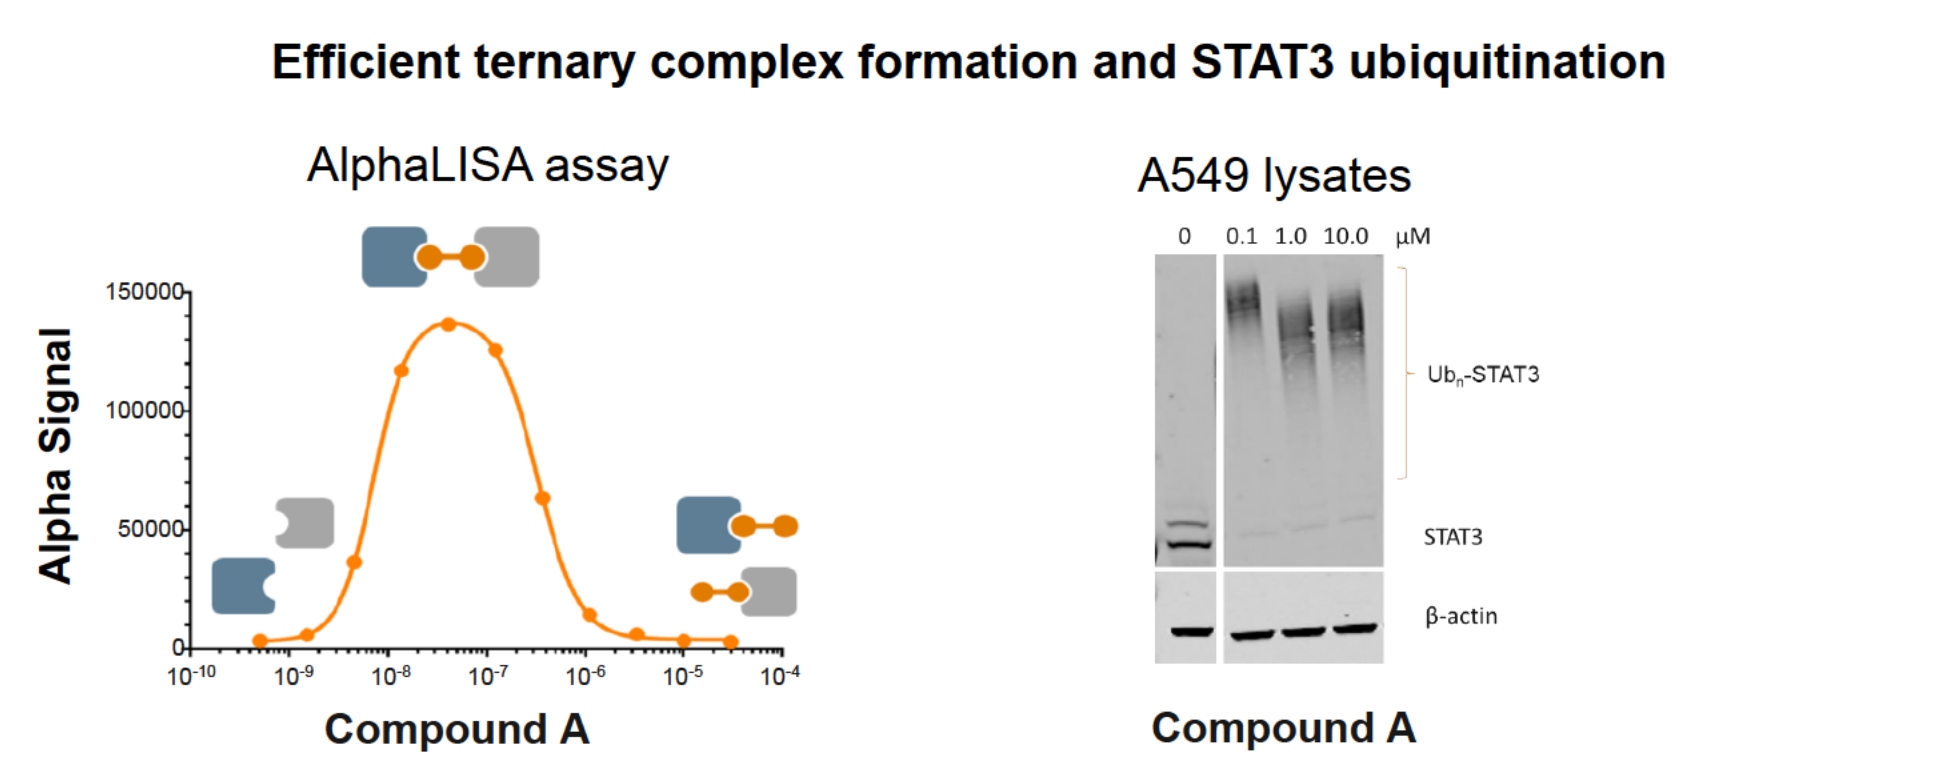 Efficient ternary complex formation and STAT3 ubiquitination
AlphaLISA assay
Alpha Signal
150000
100000
50000
0
10-10
10-9
10-8
10-7
10-6
10-5
10-4
Compound A
A549 lysates
0 0.1 1.0 10.0 μM
Ubn-STAT3
STAT3
β-actin
Compound A